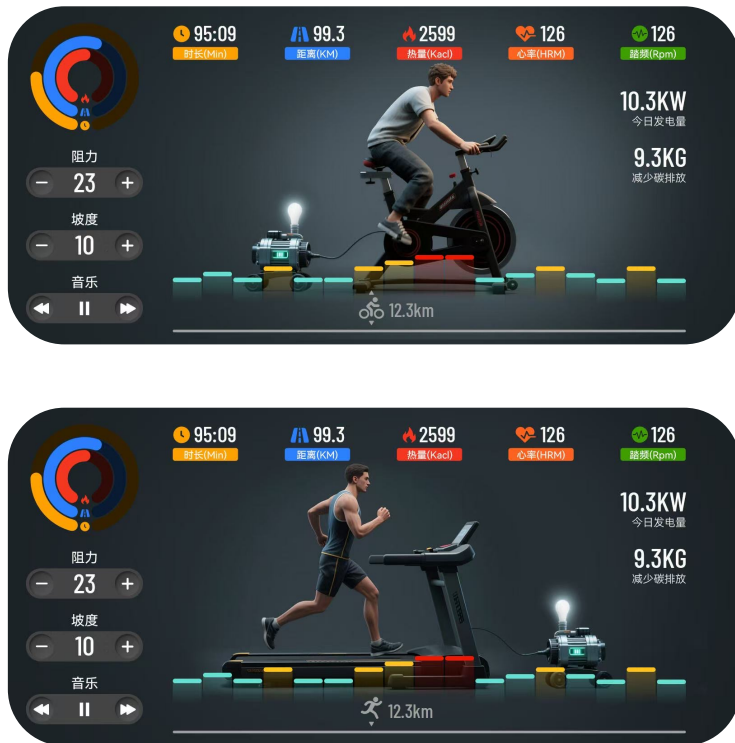 95:09
时长(Min)
99.3
距离(KM)
2599
热量(Kacl)
126
心率(HRM)
126
踏频(Rpm)
10.3KW
今日发电量
9.3KG
减少碳排放
阻力
23
坡度
10
音乐
12.3km
95:09
时长(Min)
99.3
距离(KM)
2599
热量(Kacl)
126
心率(HRM)
126
踏频(Rpm)
10.3KW
今日发电量
9.3KG
减少碳排放
阻力
23
坡度
10
音乐
12.3km